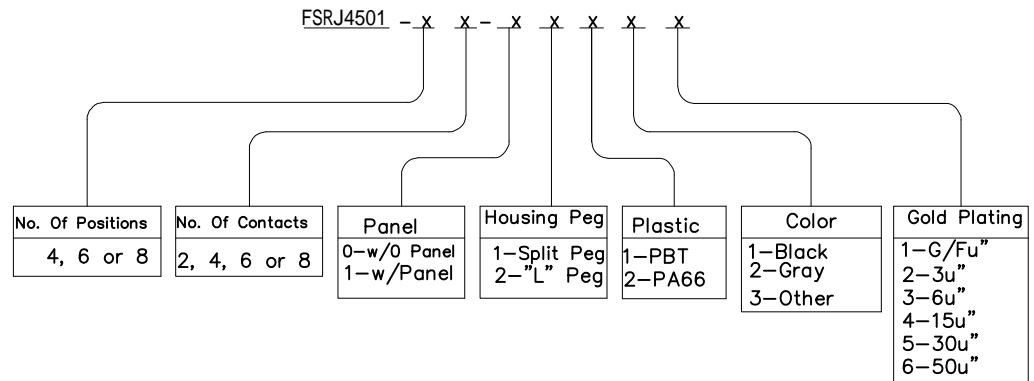 FSRJ4501 - x x - x x x x x
No. Of Positions
4, 6 or 8
No. Of Contacts
2, 4, 6 or 8
Panel
0-w/0 Panel
1-w/Panel
Housing Peg
1-Split Peg
2-"L" Peg
Plastic
1-PBT
2-PA66
Color
1-Black
2-Gray
3-Other
Gold Plating
1-G/Fu"
2-3u"
3-6u"
4-15u"
5-30u"
6-50u"